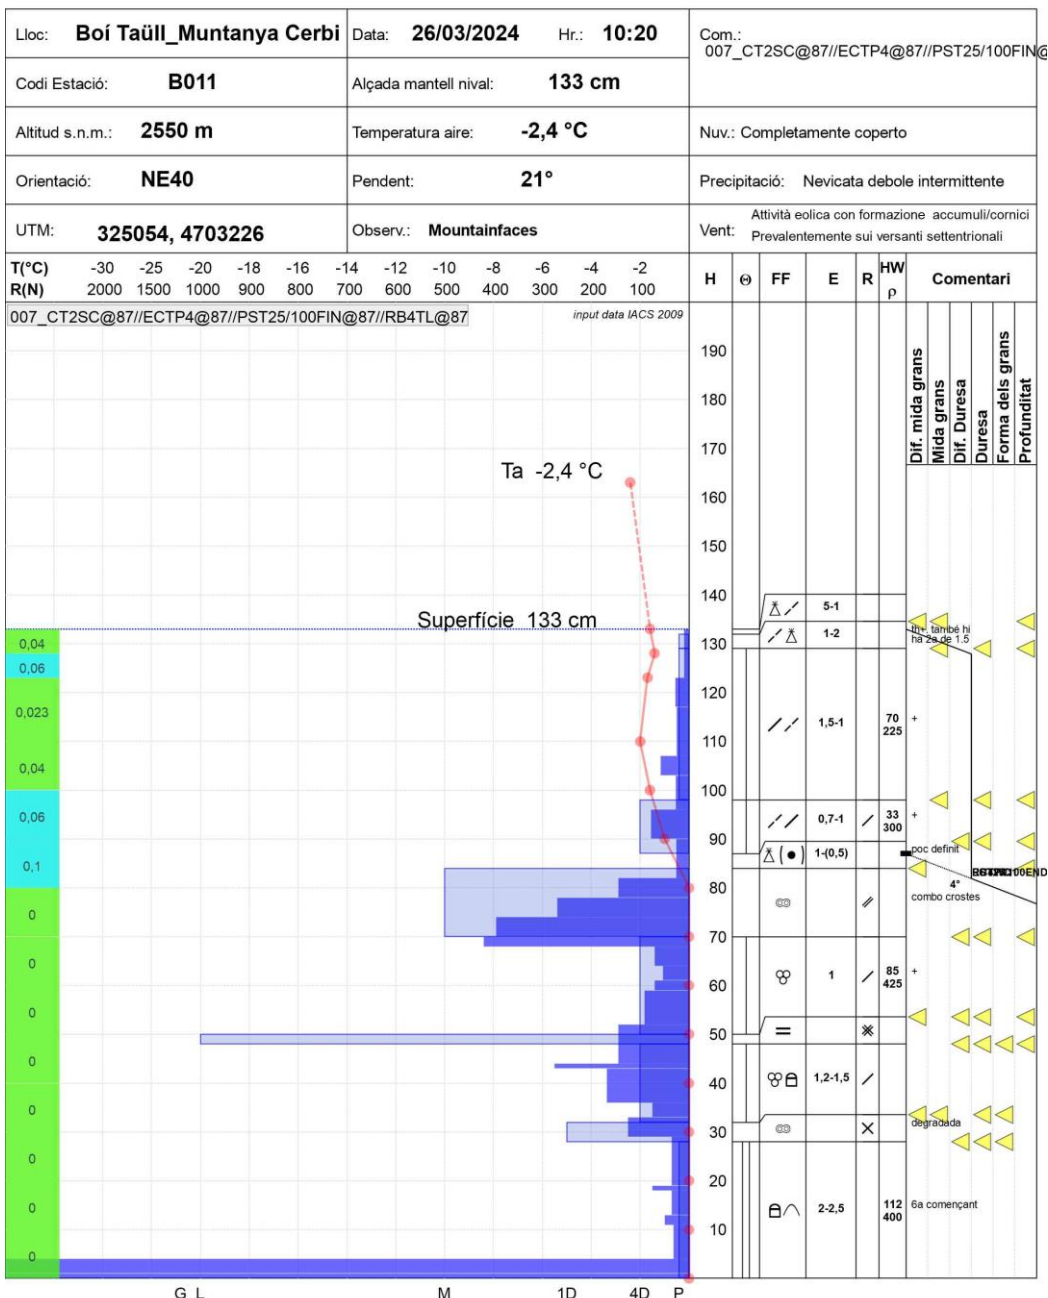 Lloc: Boí Taüll_Muntanya Cerbi Data: 26/03/2024 Hr.: 10:20 Com.:
007_CT2SC@87//ECTP4@87//PST25/100FIN@
Codi Estació: B011 Alçada mantell nival: 133 cm
Altitud s.n.m.: 2550 m Temperatura aire: -2,4 °C Nuv.: Completamente coperto
Orientació: NE40 Pendent: 21° Precipitació: Nevicata debole intermittente
UTM: 325054, 4703226 Observ.: Mountainfaces Vent: Attività eolica con formazione accumuli/cornici
Prevalentemente sui versanti settentrionali
T(°C) -30 -25 -20 -18 -16 -14 -12 -10 -8 -6 -4 -2
R(N) 2000 1500 1000 900 800 700 600 500 400 300 200 100
H Θ FF E R HW ρ Comentari
007_CT2SC@87//ECTP4@87//PST25/100FIN@87//RB4TL@87
input data IACS 2009
Dif. mida grans
Mida grans
Dif. Duresa
Duresa
Forma dels grans
Profunditat
190
180
170
Ta -2,4 °C
160
150
140
5-1
Superfície 133 cm
1-2 th+, també hi
ha 2a de 1.5
0,04 130
0,06
120
0,023 1,5-1 70 +
225
110
0,04
100
0,06 0,7-1 33 +
300
90
1-(0,5) poc definit
0,1
80
4°
combo crostes
0
70
0 1 85 +
425
60
0
50
0 1,2-1,5
40
0 degradada
30
0
20
0 2-2,5 112 6a començant
400
10
0
G L M 1D 4D P